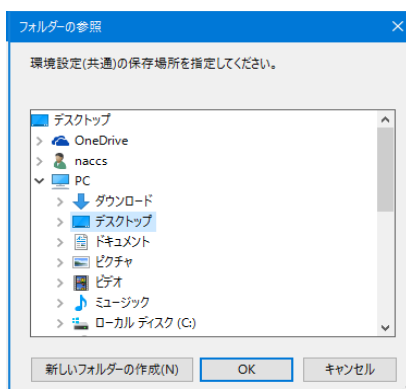 フォルダーの参照
環境設定(共通)の保存場所を指定してください。
デスクトップ
OneDrive
naccs
PC
ダウンロード
デスクトップ
ドキュメント
ピクチャ
ビデオ
ミュージック
ローカル ディスク (C:)
新しいフォルダーの作成(N) OK キャンセル